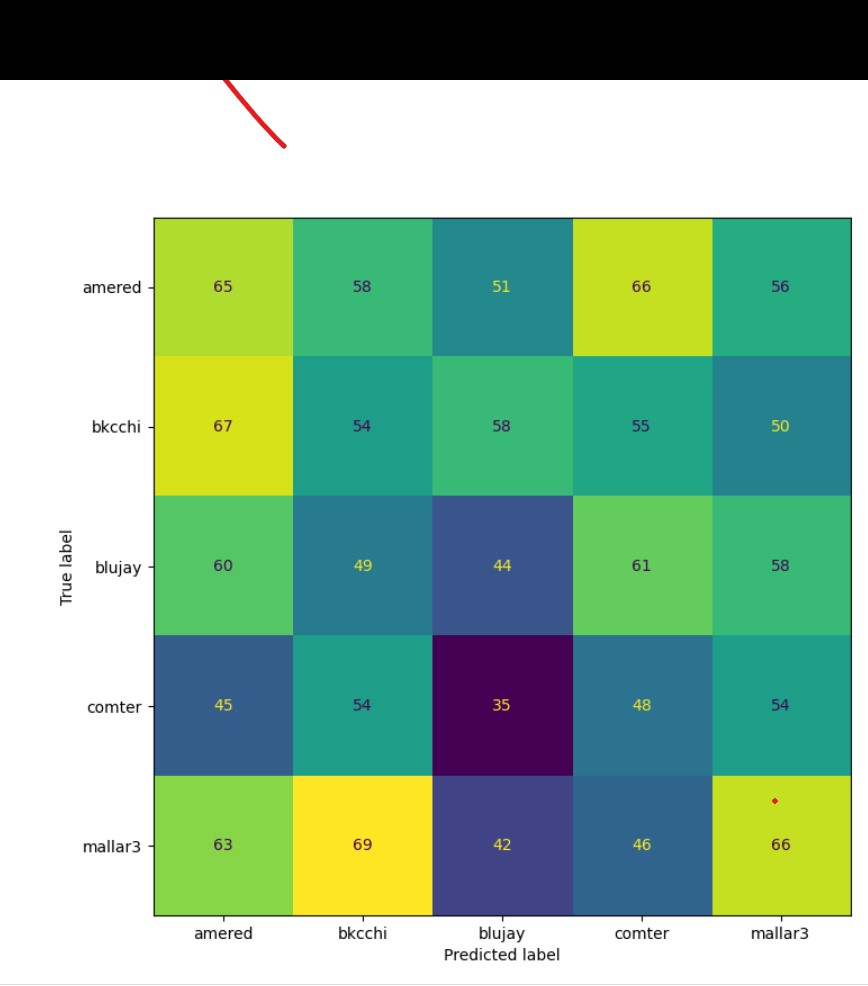 amered 65 58 51 66 56
bkcchi 67 54 58 55 50
True label
blujay 60 49 44 61 58
comter 45 54 35 48 54
mallar3 63 69 42 46 66
amered bkcchi blujay comter mallar3
Predicted label